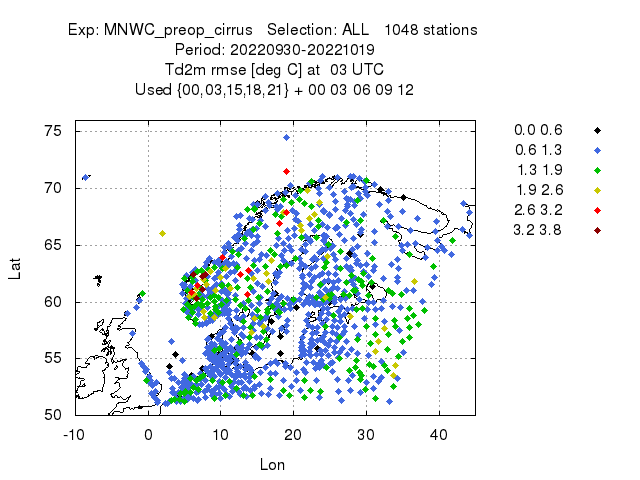 Exp: MNWC_preop_cirrus Selection: ALL 1048 stations
Period: 20220930-20221019
Td2m rmse [deg C] at 03 UTC
Used {00,03,15,18,21} + 00 03 06 09 12
75
70
65
60
55
50
Lat
-10 0 10 20 30 40
Lon
0.0 0.6
0.6 1.3
1.3 1.9
1.9 2.6
2.6 3.2
3.2 3.8